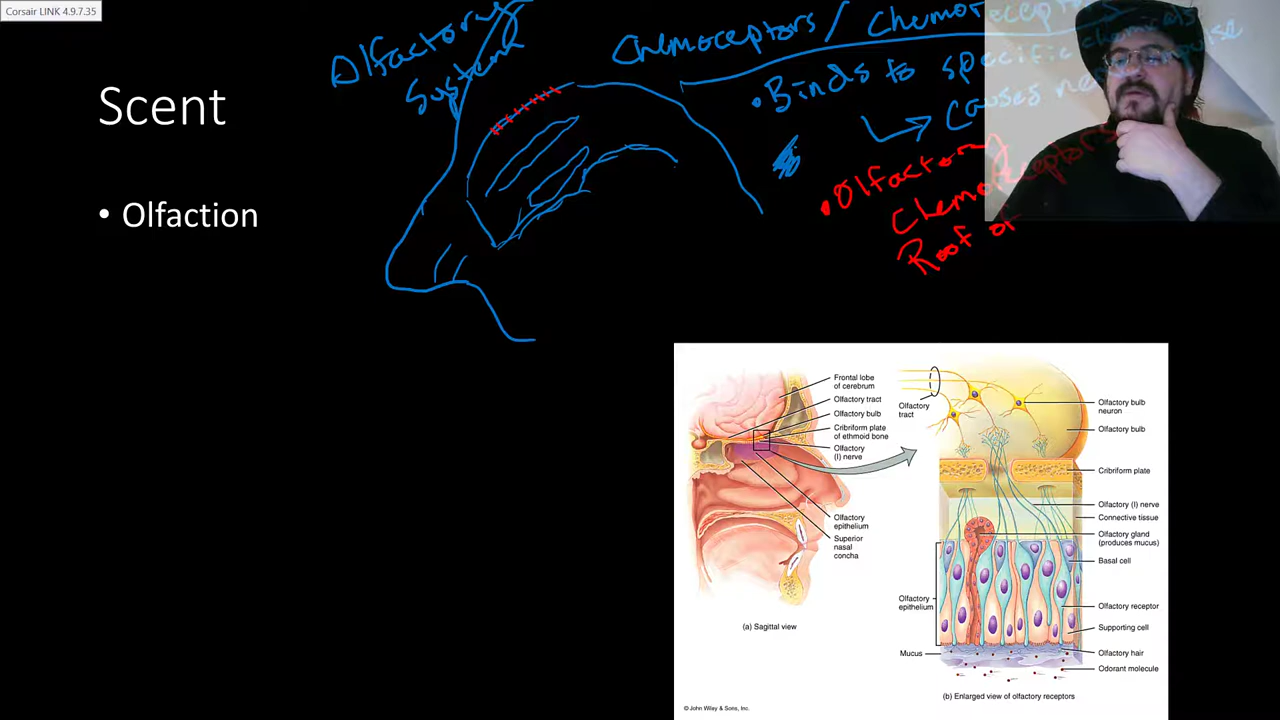 Corsair LINK 4.9.7.35
Scent
• Olfaction
Olfactory
System
Chemoceptors/ Chemorecept
• Binds to specific chemicals
↳ Causes impulse
• Olfactory
Chemoreceptors
Roof of
Frontal lobe
of cerebrum
Olfactory tract
Olfactory bulb
Cribriform plate
of ethmoid bone
Olfactory
(I) nerve
Olfactory
epithelium
Superior
nasal
concha
(a) Sagittal view
Olfactory
tract
Olfactory bulb
neuron
Olfactory bulb
Cribriform plate
Olfactory (I) nerve
Connective tissue
Olfactory gland
(produces mucus)
Basal cell
Olfactory
epithelium
Olfactory receptor
Supporting cell
Mucus
Olfactory hair
Odorant molecule
(b) Enlarged view of olfactory receptors
© John Wiley & Sons, Inc.